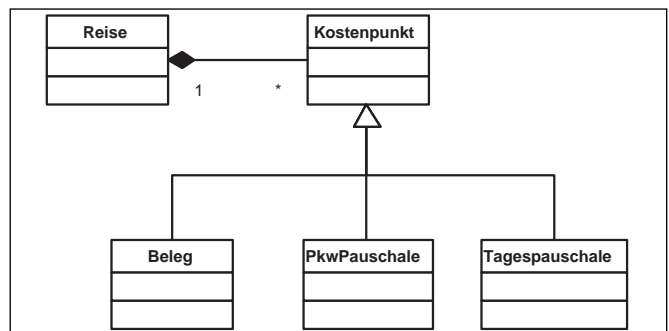 Reise
Kostenpunkt
1
*
Beleg
PkwPauschale
Tagespauschale